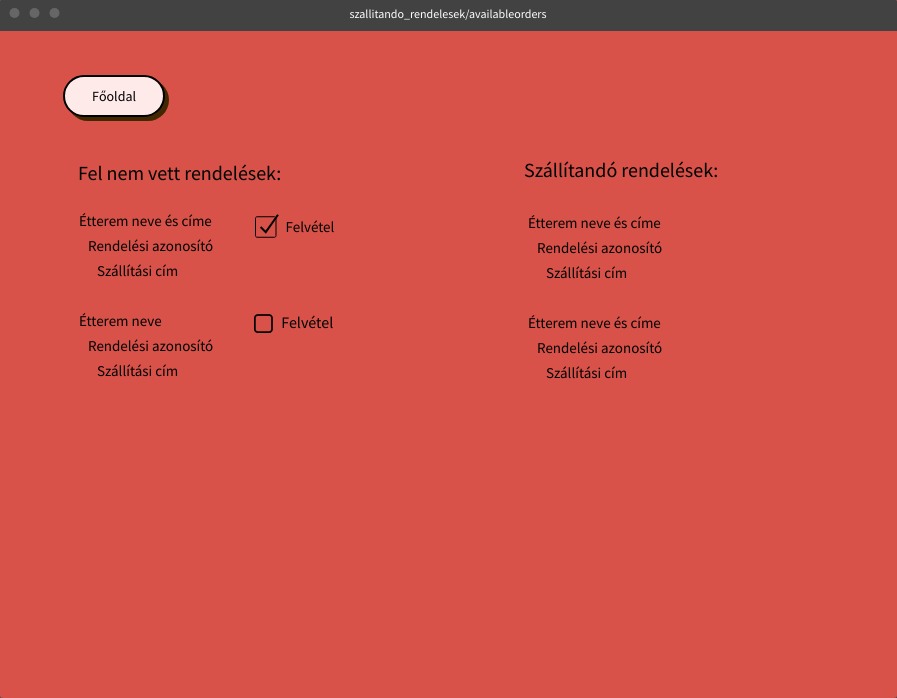 szallitando_rendelesek/availableorders
Főoldal
Fel nem vett rendelések:
Étterem neve és címe
Felvétel
Rendelési azonosító
Szállítási cím
Étterem neve
Felvétel
Rendelési azonosító
Szállítási cím
Szállítandó rendelések:
Étterem neve és címe
Rendelési azonosító
Szállítási cím
Étterem neve és címe
Rendelési azonosító
Szállítási cím